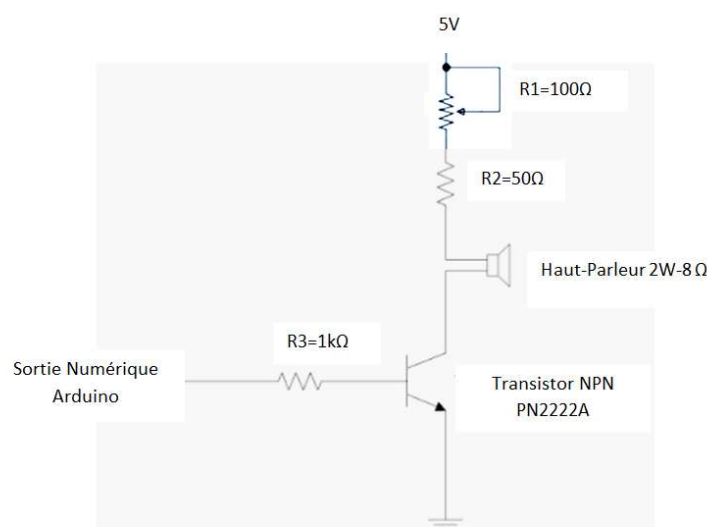 5V
R1=100Ω
R2=50Ω
Haut-Parleur 2W-8 Ω
R3=1kΩ
Sortie Numérique
Arduino
Transistor NPN
PN2222A